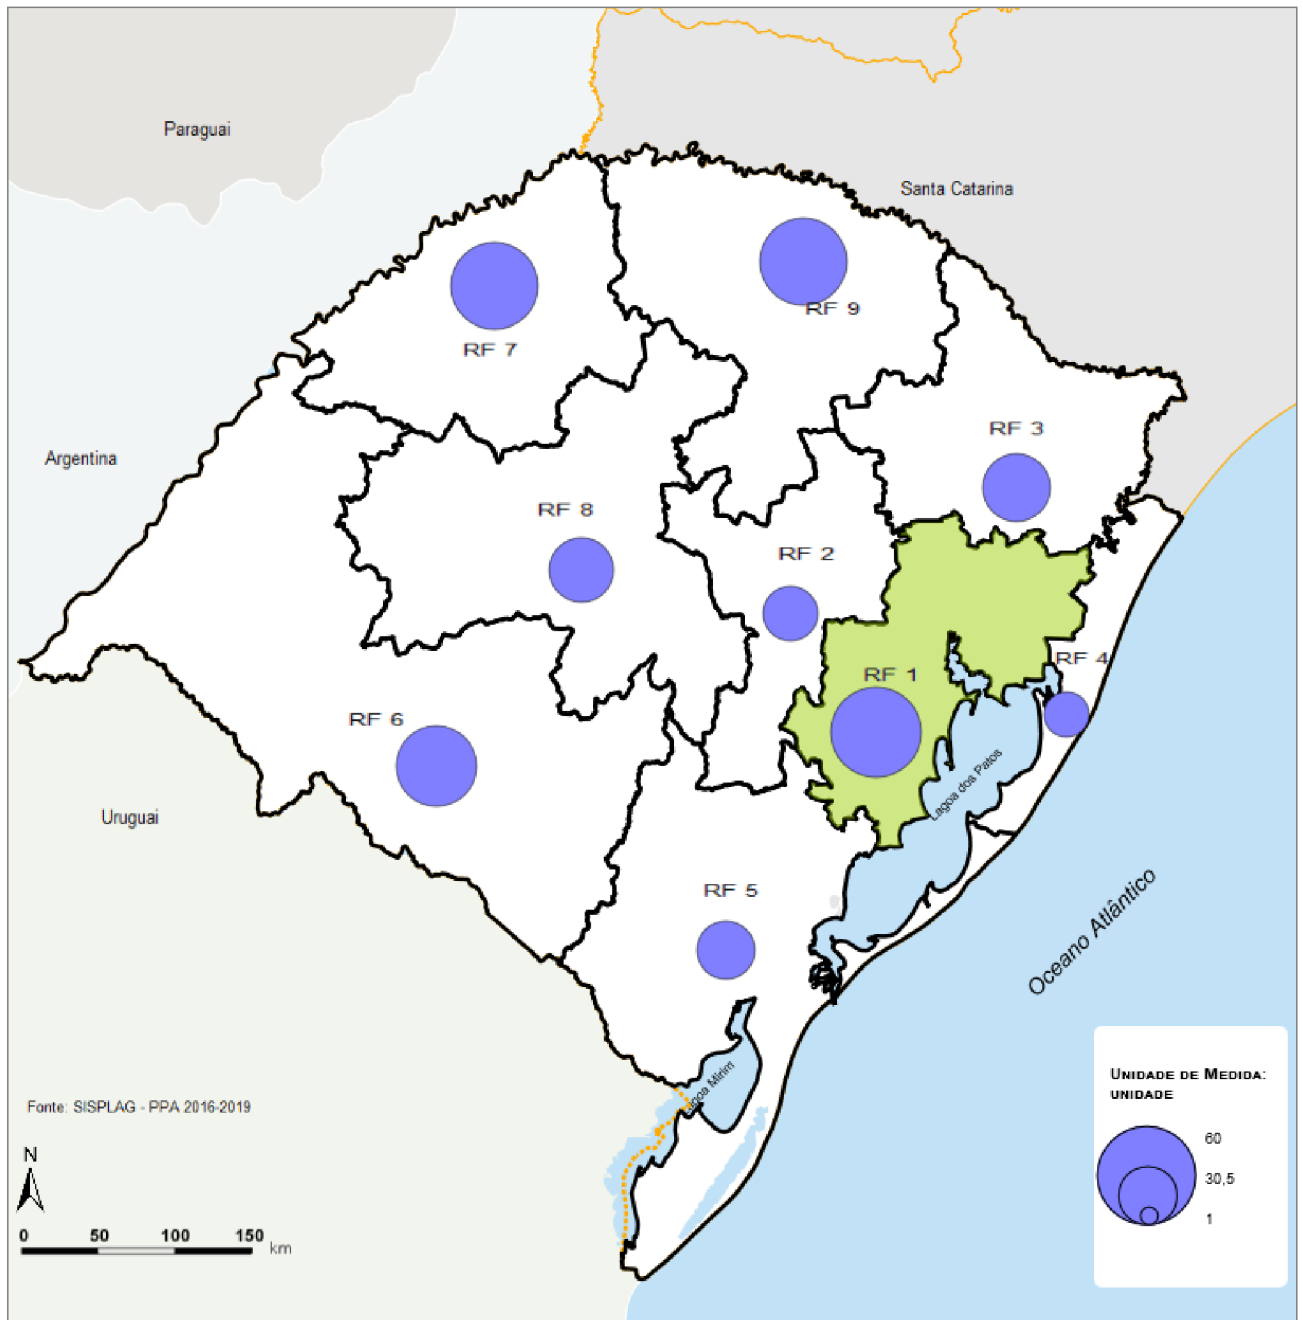 Paraguai
Santa Catarina
RF 9
RF 7
RF 3
Argentina
RF 8
RF 2
RF 4
RF 1
RF 6
Lagoa dos Patos
Uruguai
RF 5
Oceano Atlântico
Lagoa Mirim
UNIDADE DE MEDIDA:
UNIDADE
60
30,5
1
Fonte: SISPLAG - PPA 2016-2019
N
0 50 100 150
km